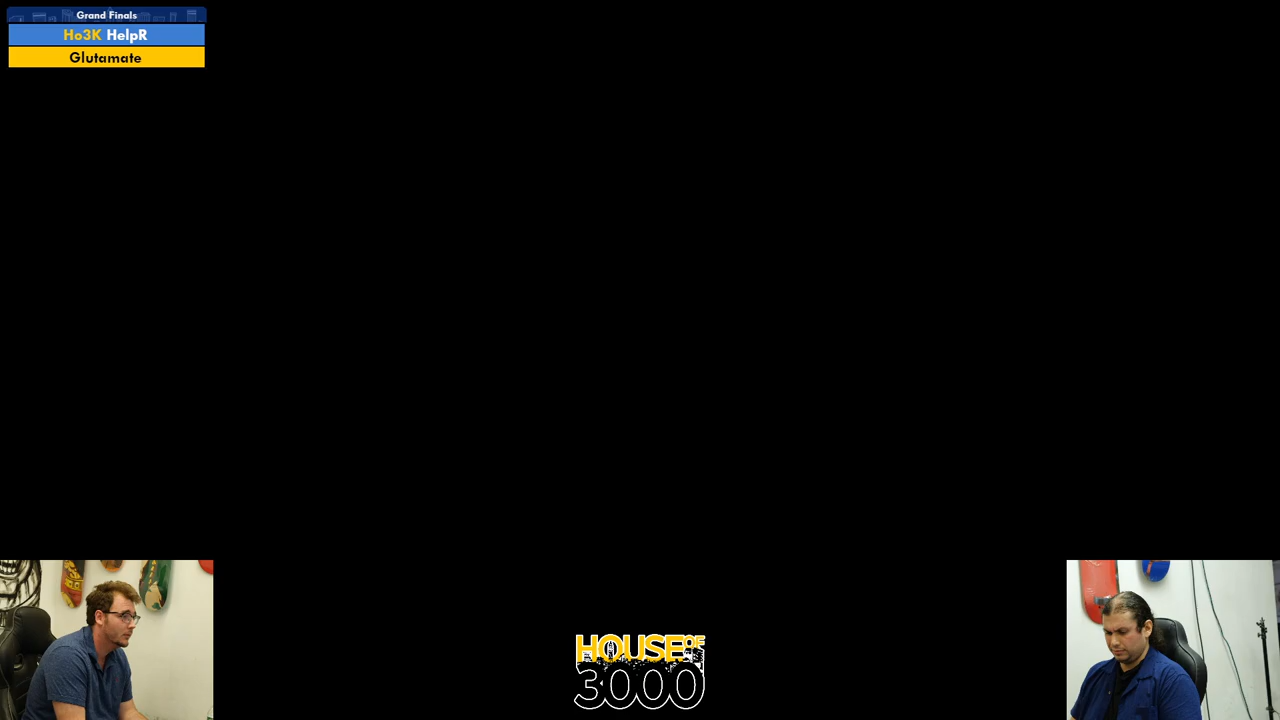 Grand Finals
Ho3K HelpR
Glutamate
HOUSE OF
3000